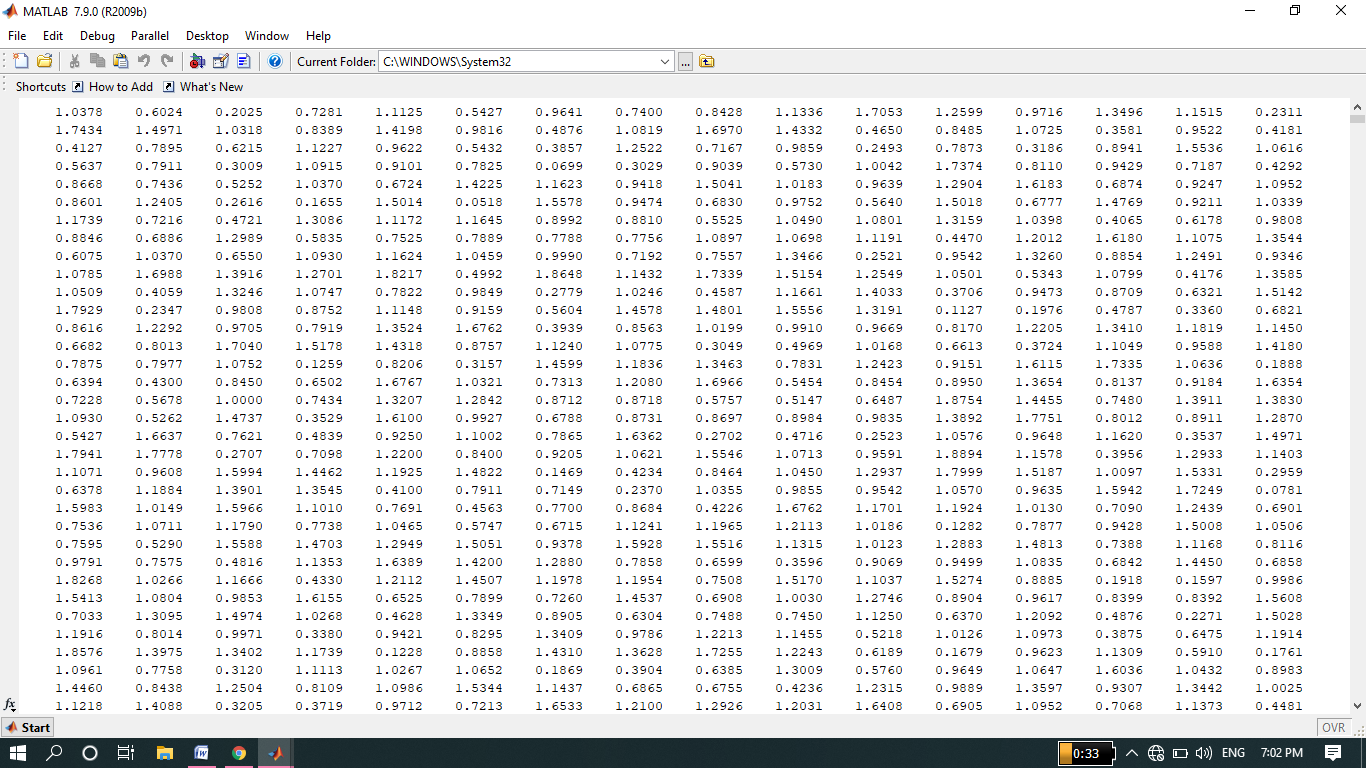 MATLAB 7.9.0 (R2009b)
File Edit Debug Parallel Desktop Window Help
Current Folder: C:\WINDOWS\System32 ...
Shortcuts How to Add What's New
1.0378 0.6024 0.2025 0.7281 1.1125 0.5427 0.9641 0.7400 0.8428 1.1336 1.7053 1.2599 0.9716 1.3496 1.1515 0.2311
1.7434 1.4971 1.0318 0.8389 1.4198 0.9816 0.4876 1.0819 1.6970 1.4332 0.4650 0.8485 1.0725 0.3581 0.9522 0.4181
0.4127 0.7895 0.6215 1.1227 0.9622 0.5432 0.3857 1.2522 0.7167 0.9859 0.2493 0.7873 0.3186 0.8941 1.5536 1.0616
0.5637 0.7911 0.3009 1.0915 0.9101 0.7825 0.0699 0.3029 0.9039 0.5730 1.0042 1.7374 0.8110 0.9429 0.7187 0.4292
0.8668 0.7436 0.5252 1.0370 0.6724 1.4225 1.1623 0.9418 1.5041 1.0183 0.9639 1.2904 1.6183 0.6874 0.9247 1.0952
0.8601 1.2405 0.2616 0.1655 1.5014 0.0518 1.5578 0.9474 0.6830 0.9752 0.5640 1.5018 0.6777 1.4769 0.9211 1.0339
1.1739 0.7216 0.4721 1.3086 1.1172 1.1645 0.8992 0.8810 0.5525 1.0490 1.0801 1.3159 1.0398 0.4065 0.6178 0.9808
0.8846 0.6886 1.2989 0.5835 0.7525 0.7889 0.7788 0.7756 1.0897 1.0698 1.1191 0.4470 1.2012 1.6180 1.1075 1.3544
0.6075 1.0370 0.6550 1.0930 1.1624 1.0459 0.9990 0.7192 0.7557 1.3466 0.2521 0.9542 1.3260 0.8854 1.2491 0.9346
1.0785 1.6988 1.3916 1.2701 1.8217 0.4992 1.8648 1.1432 1.7339 1.5154 1.2549 1.0501 0.5343 1.0799 0.4176 1.3585
1.0509 0.4059 1.3246 1.0747 0.7822 0.9849 0.2779 1.0246 0.4587 1.1661 1.4033 0.3706 0.9473 0.8709 0.6321 1.5142
1.7929 0.2347 0.9808 0.8752 1.1148 0.9159 0.5604 1.4578 1.4801 1.5556 1.3191 0.1127 0.1976 0.4787 0.3360 0.6821
0.8616 1.2292 0.9705 0.7919 1.3524 1.6762 0.3939 0.8563 1.0199 0.9910 0.9669 0.8170 1.2205 1.3410 1.1819 1.1450
0.6682 0.8013 1.7040 1.5178 1.4318 0.8757 1.1240 1.0775 0.3049 0.4969 1.0168 0.6613 0.3724 1.1049 0.9588 1.4180
0.7875 0.7977 1.0752 0.1259 0.8206 0.3157 1.4599 1.1836 1.3463 0.7831 1.2423 0.9151 1.6115 1.7335 1.0636 0.1888
0.6394 0.4300 0.8450 0.6502 1.6767 1.0321 0.7313 1.2080 1.6966 0.5454 0.8454 0.8950 1.3654 0.8137 0.9184 1.6354
0.7228 0.5678 1.0000 0.7434 1.3207 1.2842 0.8712 0.8718 0.5757 0.5147 0.6487 1.8754 1.4455 0.7480 1.3911 1.3830
1.0930 0.5262 1.4737 0.3529 1.6100 0.9927 0.6788 0.8731 0.8697 0.8984 0.9835 1.3892 1.7751 0.8012 0.8911 1.2870
0.5427 1.6637 0.7621 0.4839 0.9250 1.1002 0.7865 1.6362 0.2702 0.4716 0.2523 1.0576 0.9648 1.1620 0.3537 1.4971
1.7941 1.7778 0.2707 0.7098 1.2200 0.8400 0.9205 1.0621 1.5546 1.0713 0.9591 1.8894 1.1578 0.3956 1.2933 1.1403
1.1071 0.9608 1.5994 1.4462 1.1925 1.4822 0.1469 0.4234 0.8464 1.0450 1.2937 1.7999 1.5187 1.0097 1.5331 0.2959
0.6378 1.1884 1.3901 1.3545 0.4100 0.7911 0.7149 0.2370 1.0355 0.9855 0.9542 1.0570 0.9635 1.5942 1.7249 0.0781
1.5983 1.0149 1.5966 1.1010 0.7691 0.4563 0.7700 0.8684 0.4226 1.6762 1.1701 1.1924 1.0130 0.7090 1.2439 0.6901
0.7536 1.0711 1.1790 0.7738 1.0465 0.5747 0.6715 1.1241 1.1965 1.2113 1.0186 0.1282 0.7877 0.9428 1.5008 1.0506
0.7595 0.5290 1.5588 1.4703 1.2949 1.5051 0.9378 1.5928 1.5516 1.1315 1.0123 1.2883 1.4813 0.7388 1.1168 0.8116
0.9791 0.7575 0.4816 1.1353 1.6389 1.4200 1.2880 0.7858 0.6599 0.3596 0.9069 0.9499 1.0835 0.6842 1.4450 0.6858
1.8268 1.0266 1.1666 0.4330 1.2112 1.4507 1.1978 1.1954 0.7508 1.5170 1.1037 1.5274 0.8885 0.1918 0.1597 0.9986
1.5413 1.0804 0.9853 1.6155 0.6525 0.7899 0.7260 1.4537 0.6908 1.0030 1.2746 0.8904 0.9617 0.8399 0.8392 1.5608
0.7033 1.3095 1.4974 1.0268 0.4628 1.3349 0.8905 0.6304 0.7488 0.7450 1.1250 0.6370 1.2092 0.4876 0.2271 1.5028
1.1916 0.8014 0.9971 0.3380 0.9421 0.8295 1.3409 0.9786 1.2213 1.1455 0.5218 1.0126 1.0973 0.3875 0.6475 1.1914
1.8576 1.3975 1.3402 1.1739 0.1228 0.8858 1.4310 1.3628 1.7255 1.2243 0.6189 0.1679 0.9623 1.1309 0.5910 0.1761
1.0961 0.7758 0.3120 1.1113 1.0267 1.0652 0.1869 0.3904 0.6385 1.3009 0.5760 0.9649 1.0647 1.6036 1.0432 0.8983
1.4460 0.8438 1.2504 0.8109 1.0986 1.5344 1.1437 0.6865 0.6755 0.4236 1.2315 0.9889 1.3597 0.9307 1.3442 1.0025
1.1218 1.4088 0.3205 0.3719 0.9712 0.7213 1.6533 1.2100 1.2926 1.2031 1.6408 0.6905 1.0952 0.7068 1.1373 0.4481
fx
Start OVR
0:33 ENG 7:02 PM